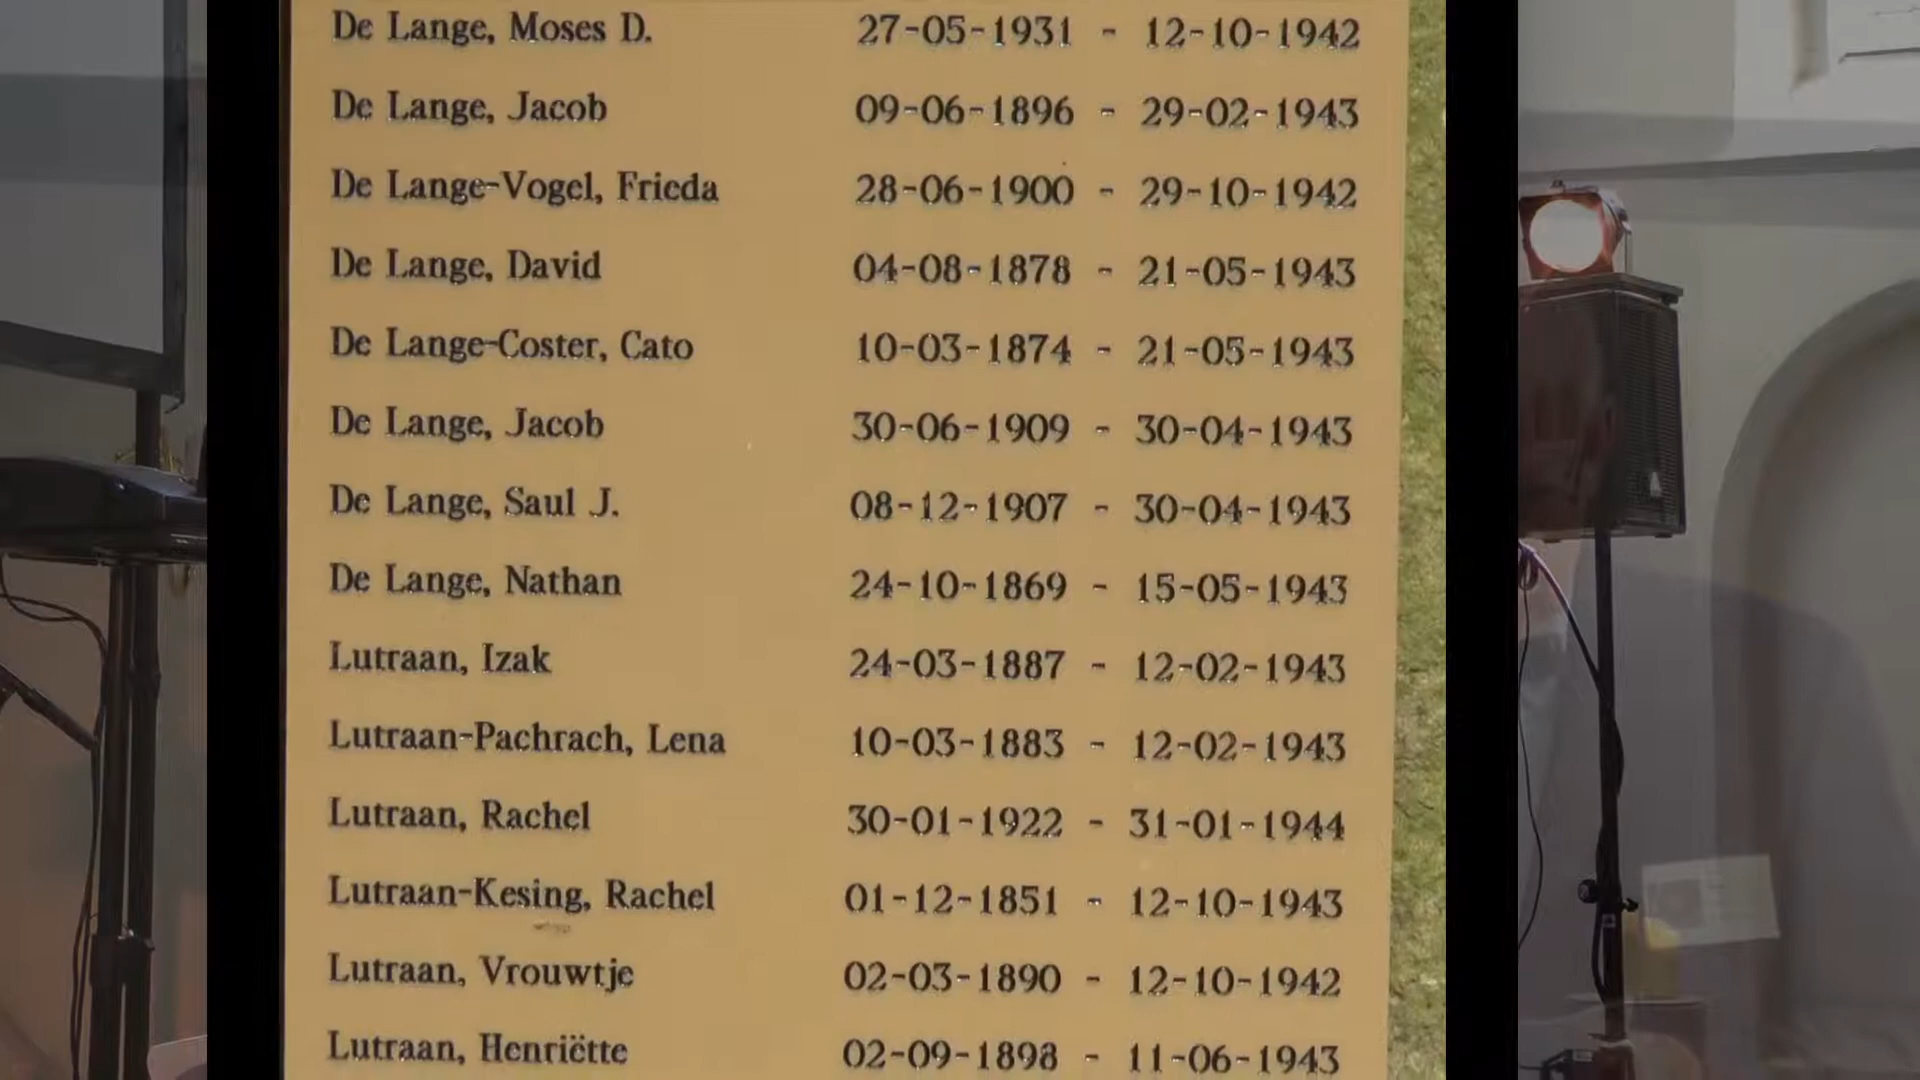 De Lange, Moses D. 27-05-1931 - 12-10-1942
De Lange, Jacob 09-06-1896 - 29-02-1943
De Lange-Vogel, Frieda 28-06-1900 - 29-10-1942
De Lange, David 04-08-1878 - 21-05-1943
De Lange-Coster, Cato 10-03-1874 - 21-05-1943
De Lange, Jacob 30-06-1909 - 30-04-1943
De Lange, Saul J. 08-12-1907 - 30-04-1943
De Lange, Nathan 24-10-1869 - 15-05-1943
Lutraan, Izak 24-03-1887 - 12-02-1943
Lutraan-Pachrach, Lena 10-03-1883 - 12-02-1943
Lutraan, Rachel 30-01-1922 - 31-01-1944
Lutraan-Kesing, Rachel 01-12-1851 - 12-10-1943
Lutraan, Vrouwtje 02-03-1890 - 12-10-1942
Lutraan, Henriëtte 02-09-1898 - 11-06-1943